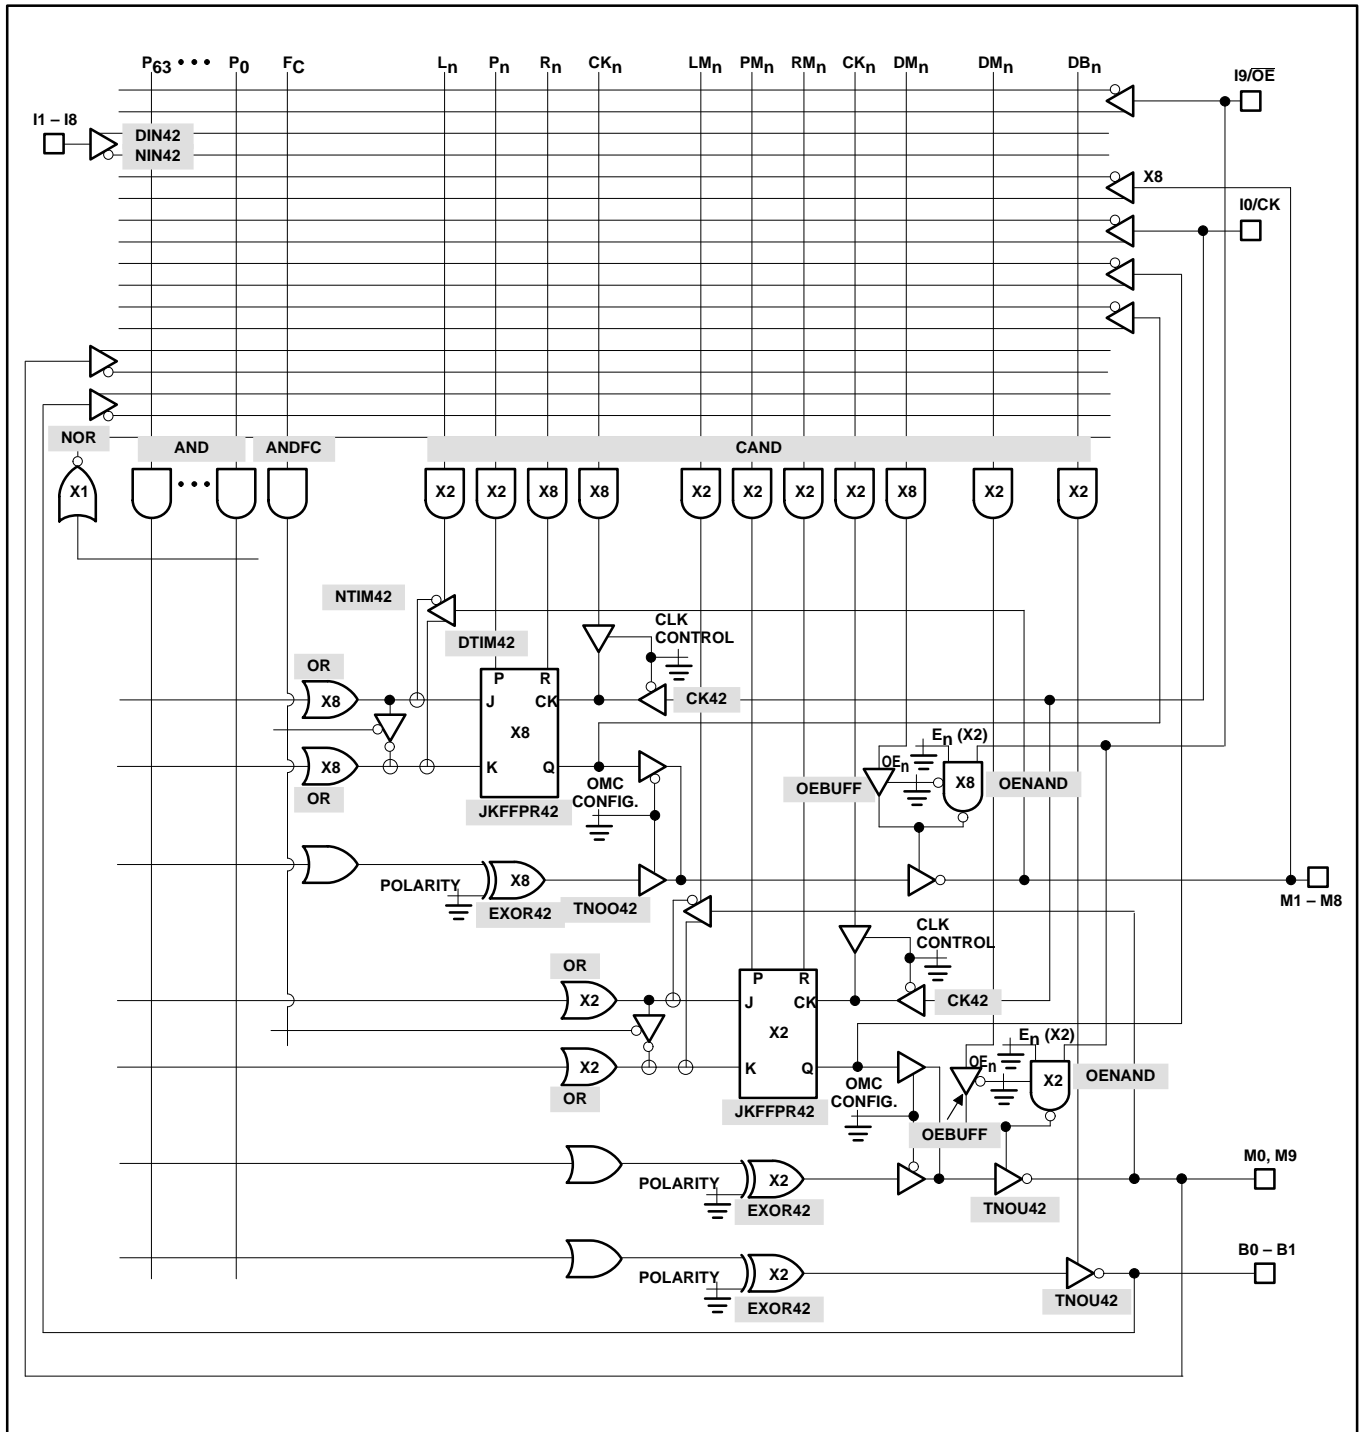 P63 ••• P0 FC Ln Pn Rn CKn LMn PMn RMn CKn DMn DMn DBn
I9/OE
I1 – I8
DIN42
NIN42
X8
I0/CK
NOR AND ANDFC CAND
X1 ••• X2 X2 X8 X8 X2 X2 X2 X2 X8 X2 X2
NTIM42
CLK
CONTROL
DTIM42
OR
P R
X8 J CK CK42
X8
En (X2)
X8 K Q
OEn
OEBUFF X8 OENAND
OR
OMC
CONFIG.
JKFFPR42
POLARITY X8
EXOR42 TNOO42
M1 – M8
CLK
CONTROL
OR
P R
X2 J CK CK42
X2
En (X2)
X2 K Q
OEn
X2 OENAND
OR
OMC
CONFIG.
JKFFPR42
OEBUFF
M0, M9
POLARITY X2
EXOR42 TNOU42
B0 – B1
POLARITY X2
EXOR42 TNOU42